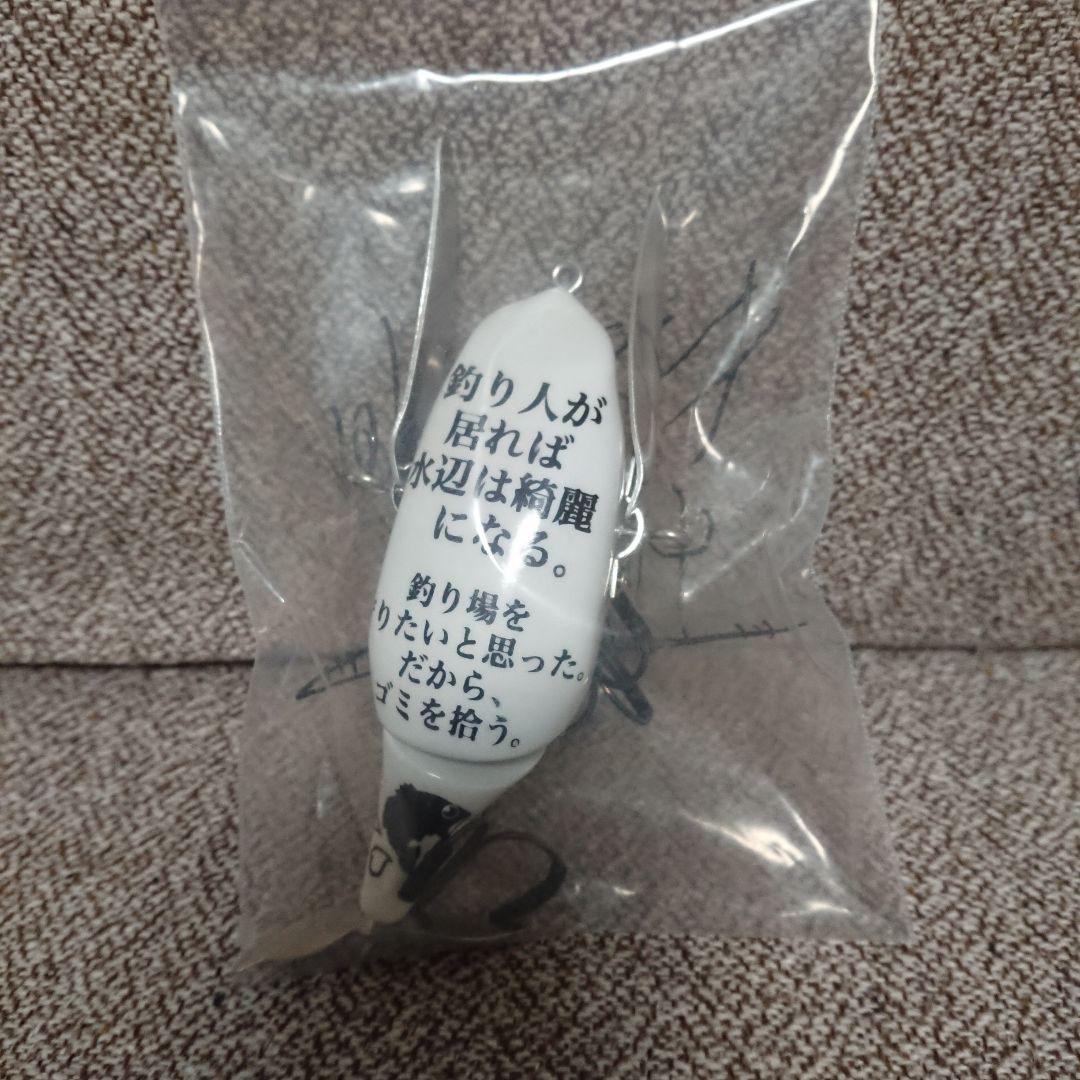 釣り人が
居れば
水辺は綺麗
になる。
釣り場を
りたいと思った。
だから、
ゴミを拾う。